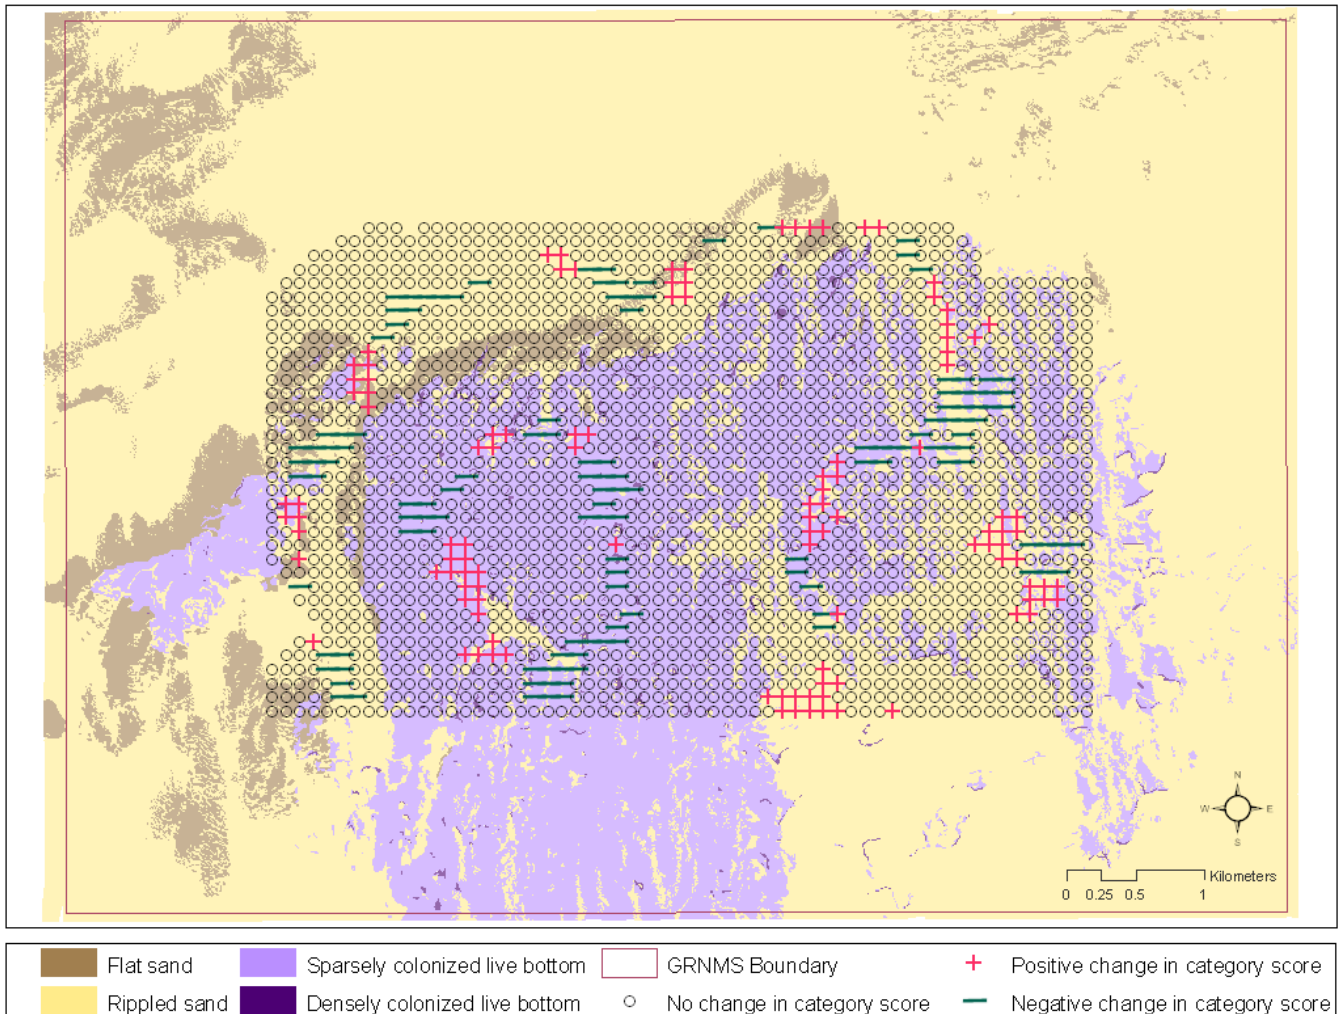 N
W E
S
Kilometers
0 0.25 0.5 1
Flat sand Sparsely colonized live bottom GRNMS Boundary + Positive change in category score
Rippled sand Densely colonized live bottom No change in category score Negative change in category score